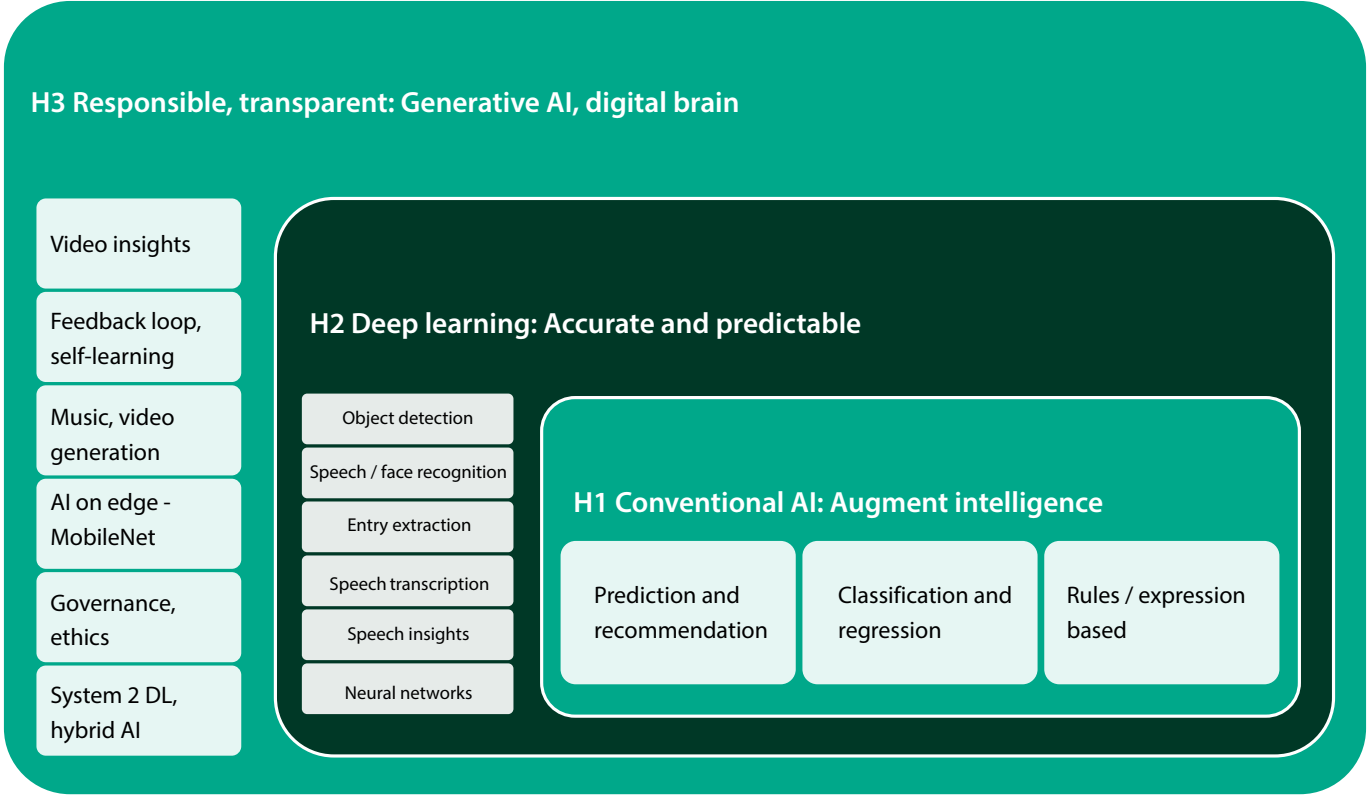 H3 Responsible, transparent: Generative AI, digital brain
Video insights
Feedback loop,
self-learning
Music, video
generation
AI on edge -
MobileNet
Governance,
ethics
System 2 DL,
hybrid AI
H2 Deep learning: Accurate and predictable
Object detection
Speech / face recognition
Entry extraction
Speech transcription
Speech insights
Neural networks
H1 Conventional AI: Augment intelligence
Prediction and
recommendation
Classification and
regression
Rules / expression
based